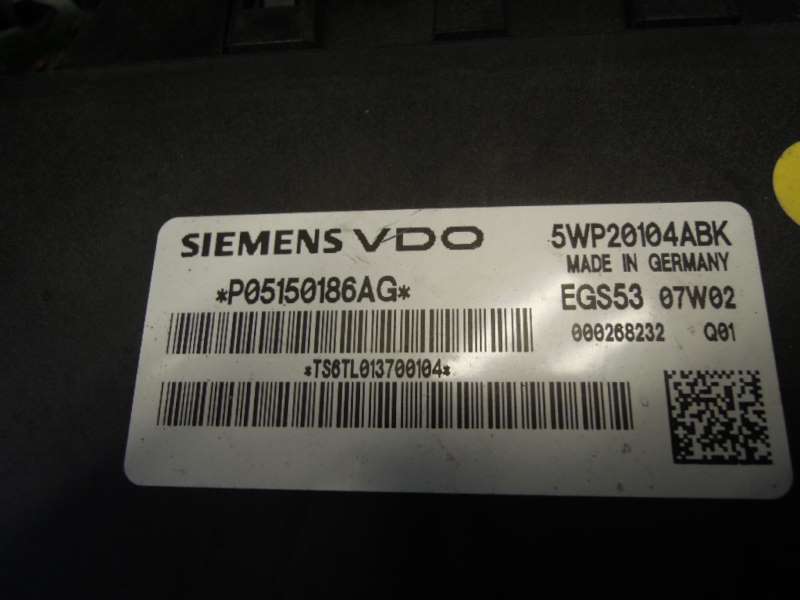 SIEMENS VDO
5WP20104ABK
MADE IN GERMANY
*P05150186AG*
EGS53 07W02
000268232 Q01
*TS6TL013700104*